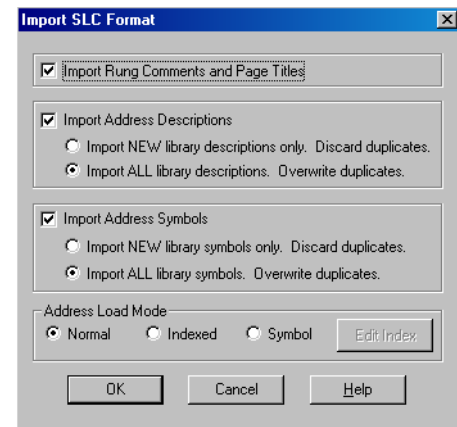 Import SLC Format
Import Rung Comments and Page Titles
Import Address Descriptions
Import NEW library descriptions only. Discard duplicates.
Import ALL library descriptions. Overwrite duplicates.
Import Address Symbols
Import NEW library symbols only. Discard duplicates.
Import ALL library symbols. Overwrite duplicates.
Address Load Mode
Normal Indexed Symbol Edit Index
OK Cancel Help